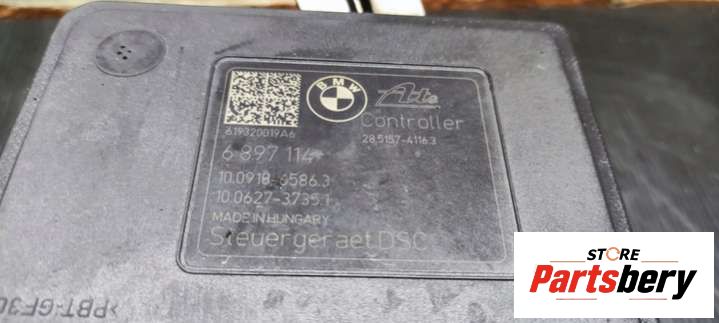 BMW
Ate
Controller
619320019A6
28.5157-4116.3
6 897 114
10.0918-6586.3
10.0627-3735.1
MADE IN HUNGARY
Steuergeraet DSC
>PBT-GF30
STORE
Partsbery